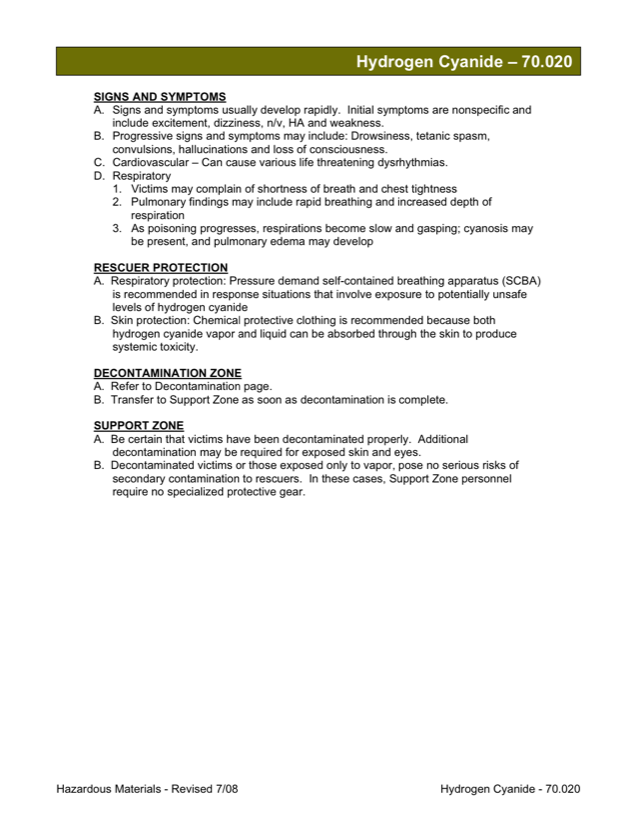 Hydrogen Cyanide – 70.020
SIGNS AND SYMPTOMS
A. Signs and symptoms usually develop rapidly. Initial symptoms are nonspecific and
include excitement, dizziness, n/v, HA and weakness.
B. Progressive signs and symptoms may include: Drowsiness, tetanic spasm,
convulsions, hallucinations and loss of consciousness.
C. Cardiovascular – Can cause various life threatening dysrhythmias.
D. Respiratory
1. Victims may complain of shortness of breath and chest tightness
2. Pulmonary findings may include rapid breathing and increased depth of
respiration
3. As poisoning progresses, respirations become slow and gasping; cyanosis may
be present, and pulmonary edema may develop
RESCUER PROTECTION
A. Respiratory protection: Pressure demand self-contained breathing apparatus (SCBA)
is recommended in response situations that involve exposure to potentially unsafe
levels of hydrogen cyanide
B. Skin protection: Chemical protective clothing is recommended because both
hydrogen cyanide vapor and liquid can be absorbed through the skin to produce
systemic toxicity.
DECONTAMINATION ZONE
A. Refer to Decontamination page.
B. Transfer to Support Zone as soon as decontamination is complete.
SUPPORT ZONE
A. Be certain that victims have been decontaminated properly. Additional
decontamination may be required for exposed skin and eyes.
B. Decontaminated victims or those exposed only to vapor, pose no serious risks of
secondary contamination to rescuers. In these cases, Support Zone personnel
require no specialized protective gear.
Hazardous Materials - Revised 7/08 Hydrogen Cyanide - 70.020